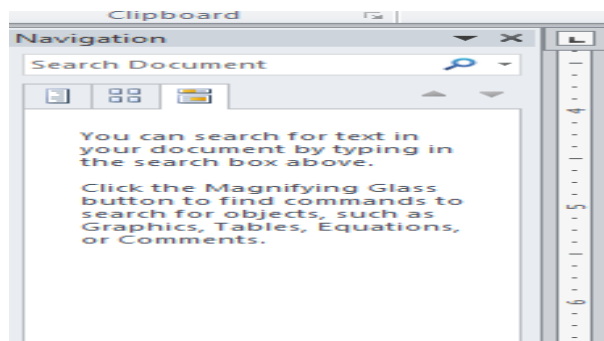 Clipboard
Navigation
Search Document
You can search for text in
your document by typing in
the search box above.
Click the Magnifying Glass
button to find commands to
search for objects, such as
Graphics, Tables, Equations,
or Comments.
4
5
6